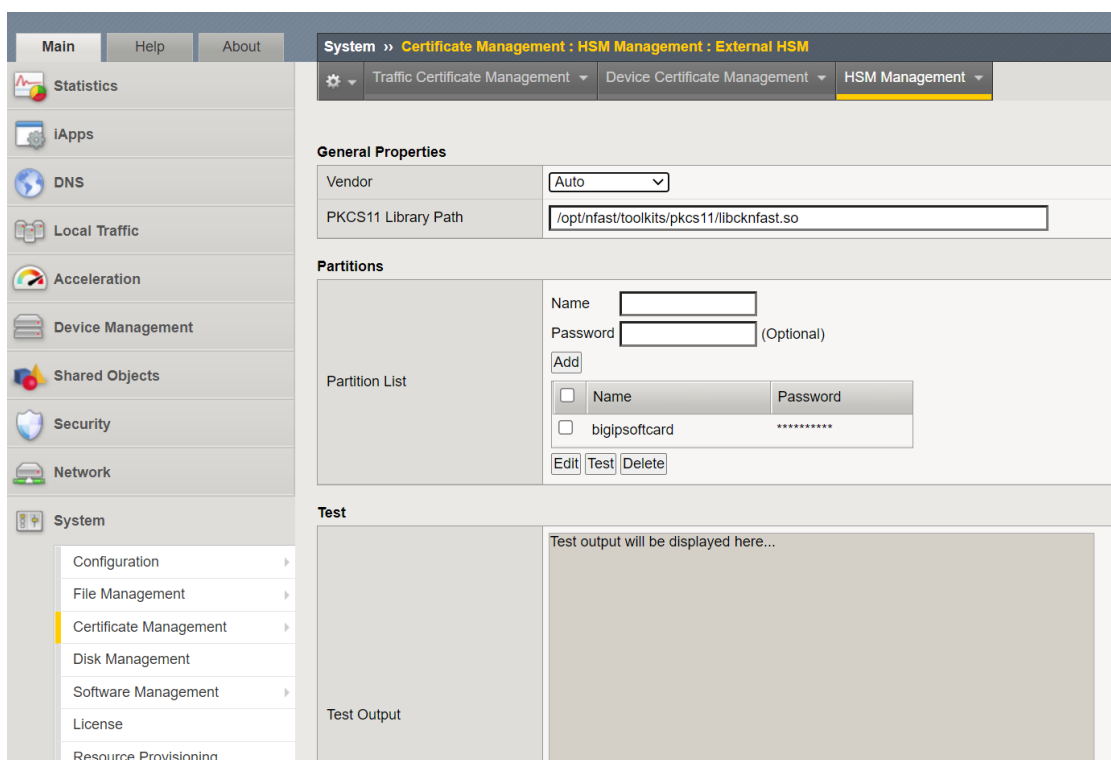 Main Help About
System ›› Certificate Management : HSM Management : External HSM
Traffic Certificate Management Device Certificate Management HSM Management
Statistics
iApps
DNS
Local Traffic
Acceleration
Device Management
Shared Objects
Security
Network
System
Configuration
File Management
Certificate Management
Disk Management
Software Management
License
Resource Provisioning
General Properties
Vendor Auto
PKCS11 Library Path /opt/nfast/toolkits/pkcs11/libcknfast.so
Partitions
Partition List
Name
Password (Optional)
Add
Name Password
bigipsoftcard **********
Edit Test Delete
Test
Test Output
Test output will be displayed here...